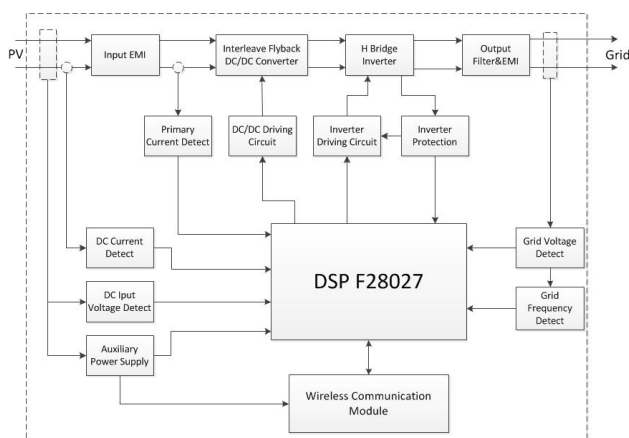 PV
Input EMI
Interleave Flyback
DC/DC Converter
H Bridge
Inverter
Output
Filter&EMI
Grid
Primary
Current Detect
DC/DC Driving
Circuit
Inverter
Driving Circuit
Inverter
Protection
DC Current
Detect
DSP F28027
Grid Voltage
Detect
DC Iput
Voltage Detect
Grid
Frequency
Detect
Auxiliary
Power Supply
Wireless Communication
Module